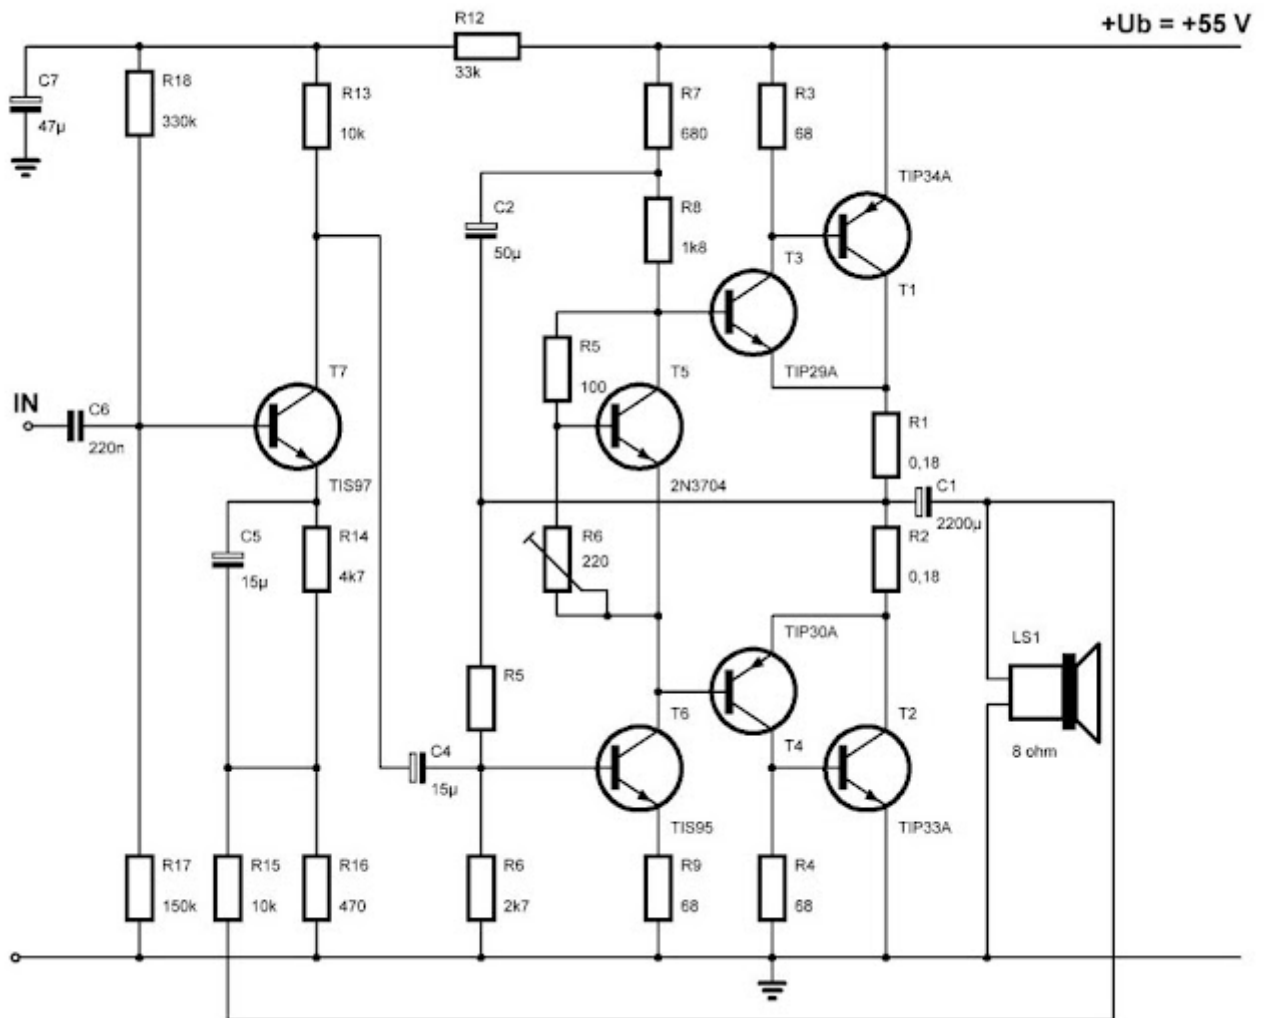 R12
33k
+Ub = +55 V
C7
47µ
R18
330k
R13
10k
R7
680
R3
68
TIP34A
C2
50µ
R8
1k8
T3
T1
R5
100
TIP29A
T7
T5
IN
C6
220n
R1
0,18
TIS97
2N3704
C1
2200µ
C5
15µ
R14
4k7
R6
220
R2
0,18
TIP30A
LS1
8 ohm
R5
T6
T4
T2
C4
15µ
TIS95
TIP33A
R17
150k
R15
10k
R16
470
R6
2k7
R9
68
R4
68